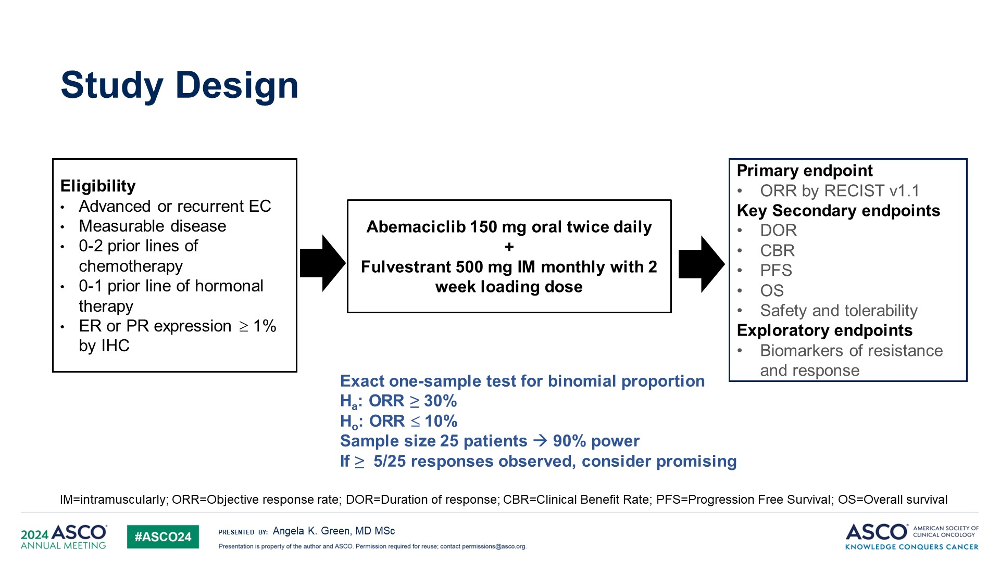 Study Design
Eligibility
• Advanced or recurrent EC
• Measurable disease
• 0-2 prior lines of
chemotherapy
• 0-1 prior line of hormonal
therapy
• ER or PR expression ≥ 1%
by IHC
Abemaciclib 150 mg oral twice daily
+
Fulvestrant 500 mg IM monthly with 2
week loading dose
Primary endpoint
• ORR by RECIST v1.1
Key Secondary endpoints
• DOR
• CBR
• PFS
• OS
• Safety and tolerability
Exploratory endpoints
• Biomarkers of resistance
and response
Exact one-sample test for binomial proportion
Ha: ORR ≥ 30%
Ho: ORR ≤ 10%
Sample size 25 patients → 90% power
If ≥ 5/25 responses observed, consider promising
IM=intramuscularly; ORR=Objective response rate; DOR=Duration of response; CBR=Clinical Benefit Rate; PFS=Progression Free Survival; OS=Overall survival
2024 ASCO®
ANNUAL MEETING
#ASCO24
PRESENTED BY: Angela K. Green, MD MSc
Presentation is property of the author and ASCO. Permission required for reuse; contact permissions@asco.org.
ASCO® AMERICAN SOCIETY OF
CLINICAL ONCOLOGY
KNOWLEDGE CONQUERS CANCER